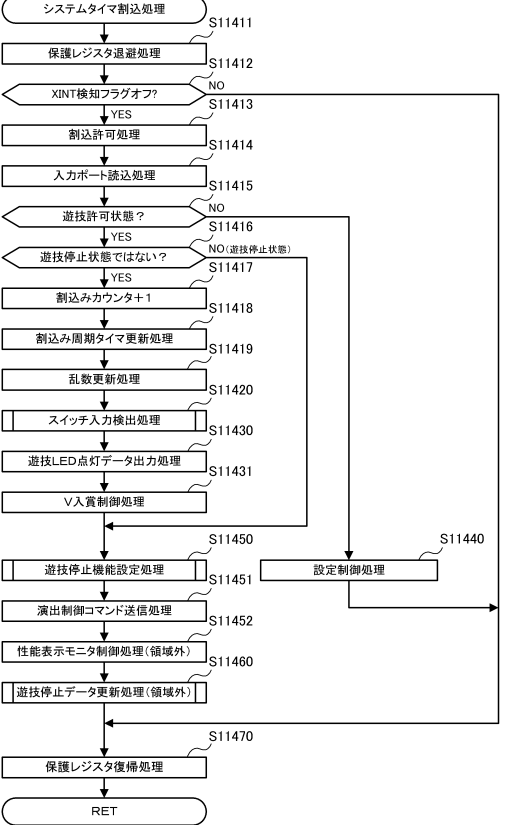 システムタイマ割込処理
S11411
保護レジスタ退避処理
S11412
XINT検知フラグオフ?
NO
YES
S11413
割込許可処理
S11414
入力ポート読込処理
S11415
遊技許可状態？
NO
YES
S11416
遊技停止状態ではない？
NO(遊技停止状態)
YES
S11417
割込みカウンタ＋1
S11418
割込み周期タイマ更新処理
S11419
乱数更新処理
S11420
スイッチ入力検出処理
S11430
遊技LED点灯データ出力処理
S11431
V入賞制御処理
S11450
遊技停止機能設定処理
S11440
設定制御処理
S11451
演出制御コマンド送信処理
S11452
性能表示モニタ制御処理(領域外)
S11460
遊技停止データ更新処理(領域外)
S11470
保護レジスタ復帰処理
RET